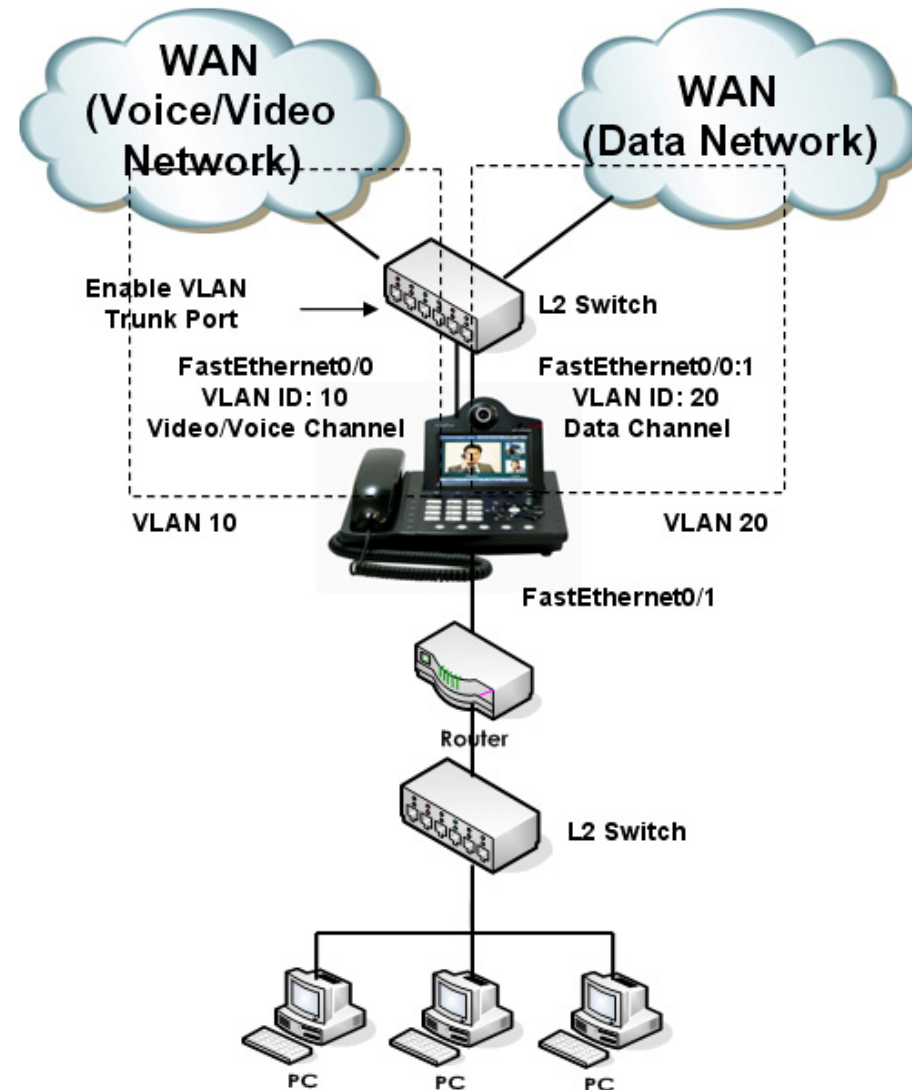 WAN
(Voice/Video
Network)
WAN
(Data Network)
Enable VLAN
Trunk Port
L2 Switch
FastEthernet0/0
VLAN ID: 10
Video/Voice Channel
FastEthernet0/0:1
VLAN ID: 20
Data Channel
VLAN 10
VLAN 20
FastEthernet0/1
Router
L2 Switch
PC
PC
PC